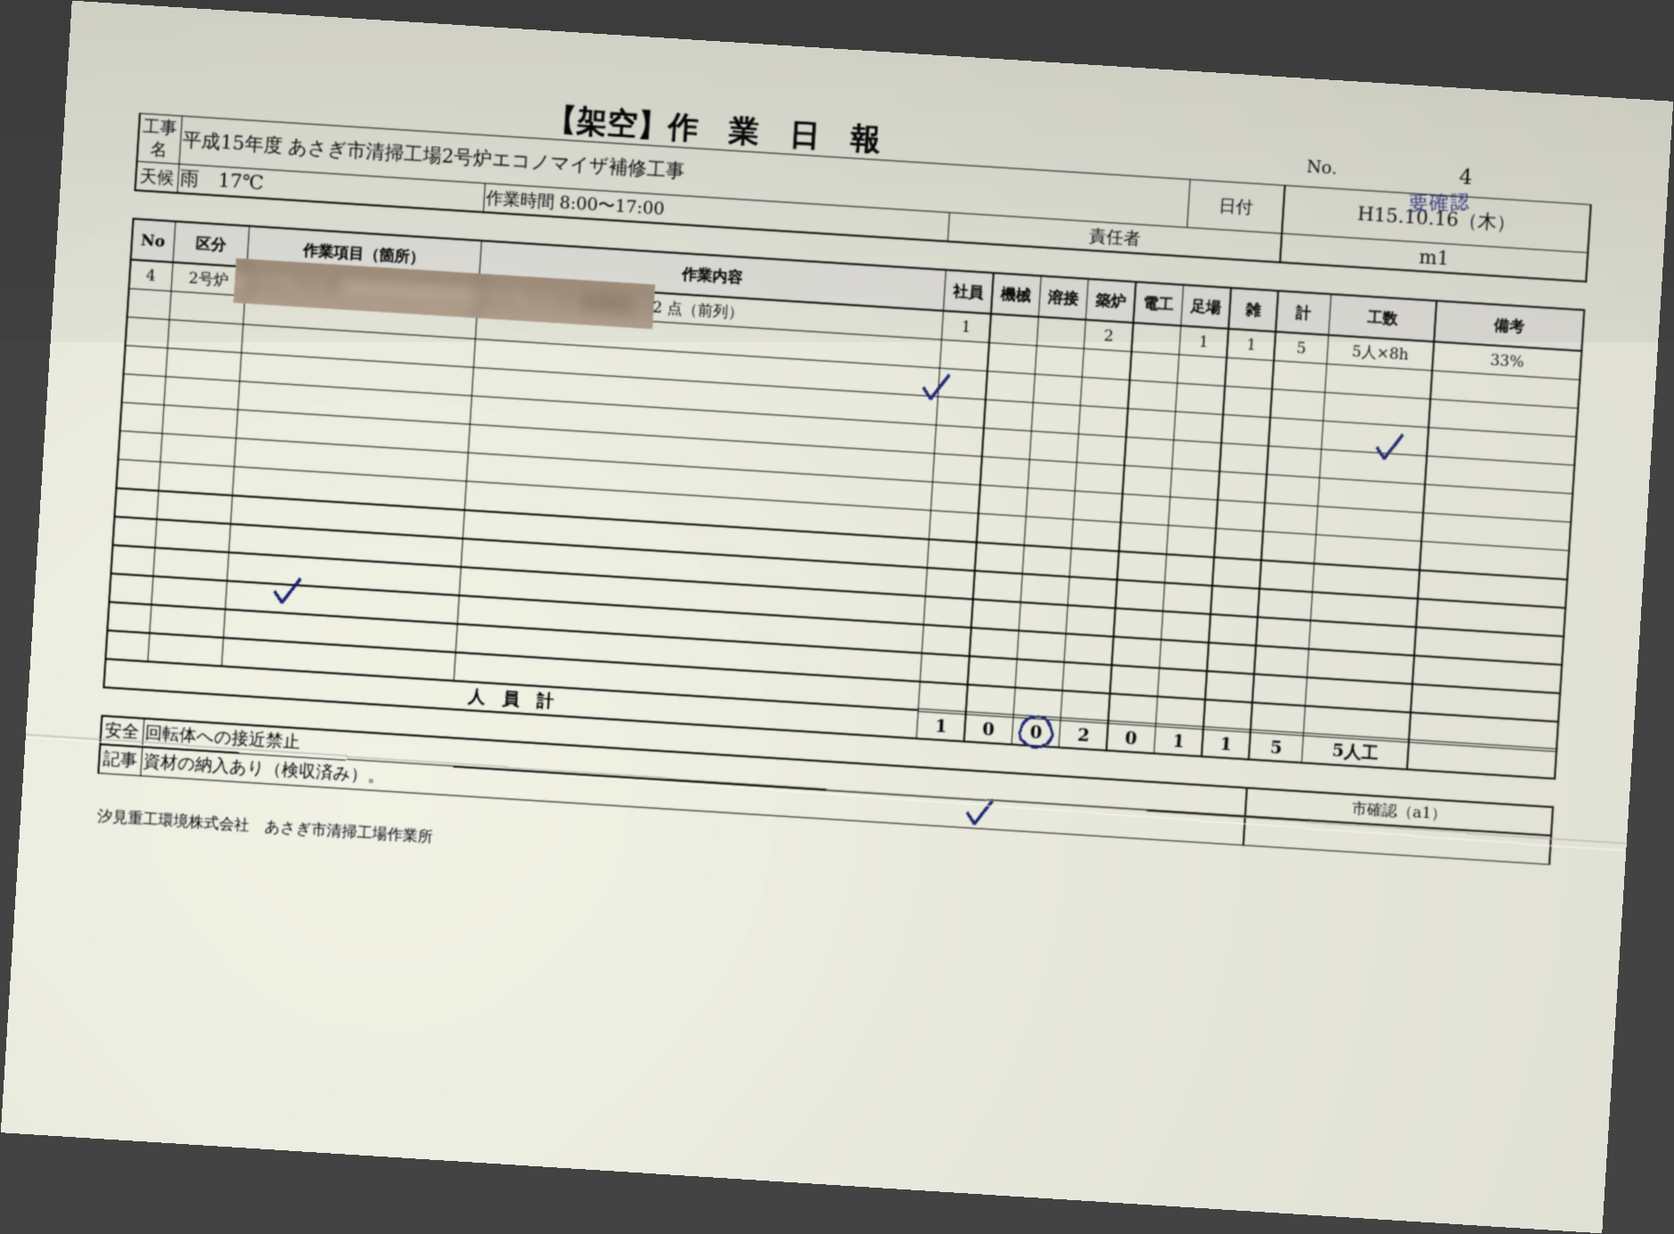 【架空】作　業　日　報
No.　4
工事名　平成15年度 あさぎ市清掃工場2号炉エコノマイザ補修工事　日付　H15.10.16（木）
要確認
天候　雨　17℃　作業時間 8:00〜17:00　責任者　m1
No　区分　作業項目（箇所）　作業内容　社員　機械　溶接　築炉　電工　足場　雑　計　工数　備考
4　2号炉　2 点（前列）　1　2　1　1　5　5人×8h　33%
人　員　計　1　0　0　2　0　1　1　5　5人工
安全　回転体への接近禁止　市確認（a1）
記事　資材の納入あり（検収済み）。
汐見重工環境株式会社　あさぎ市清掃工場作業所